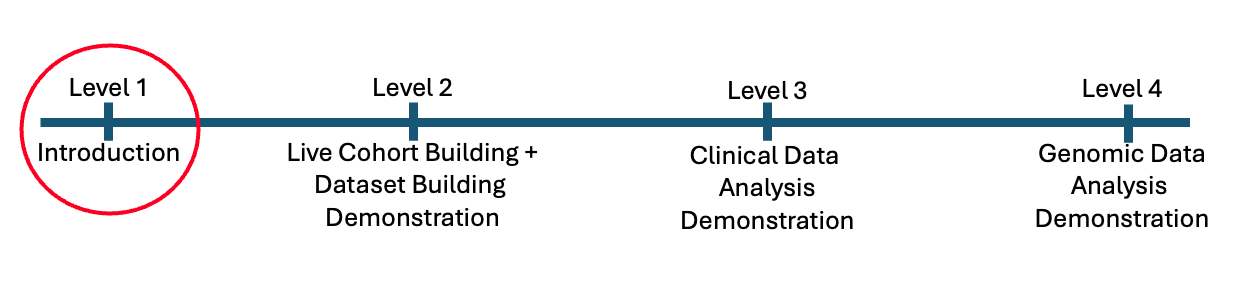 Level 1
Introduction
Level 2
Live Cohort Building +
Dataset Building
Demonstration
Level 3
Clinical Data
Analysis
Demonstration
Level 4
Genomic Data
Analysis
Demonstration